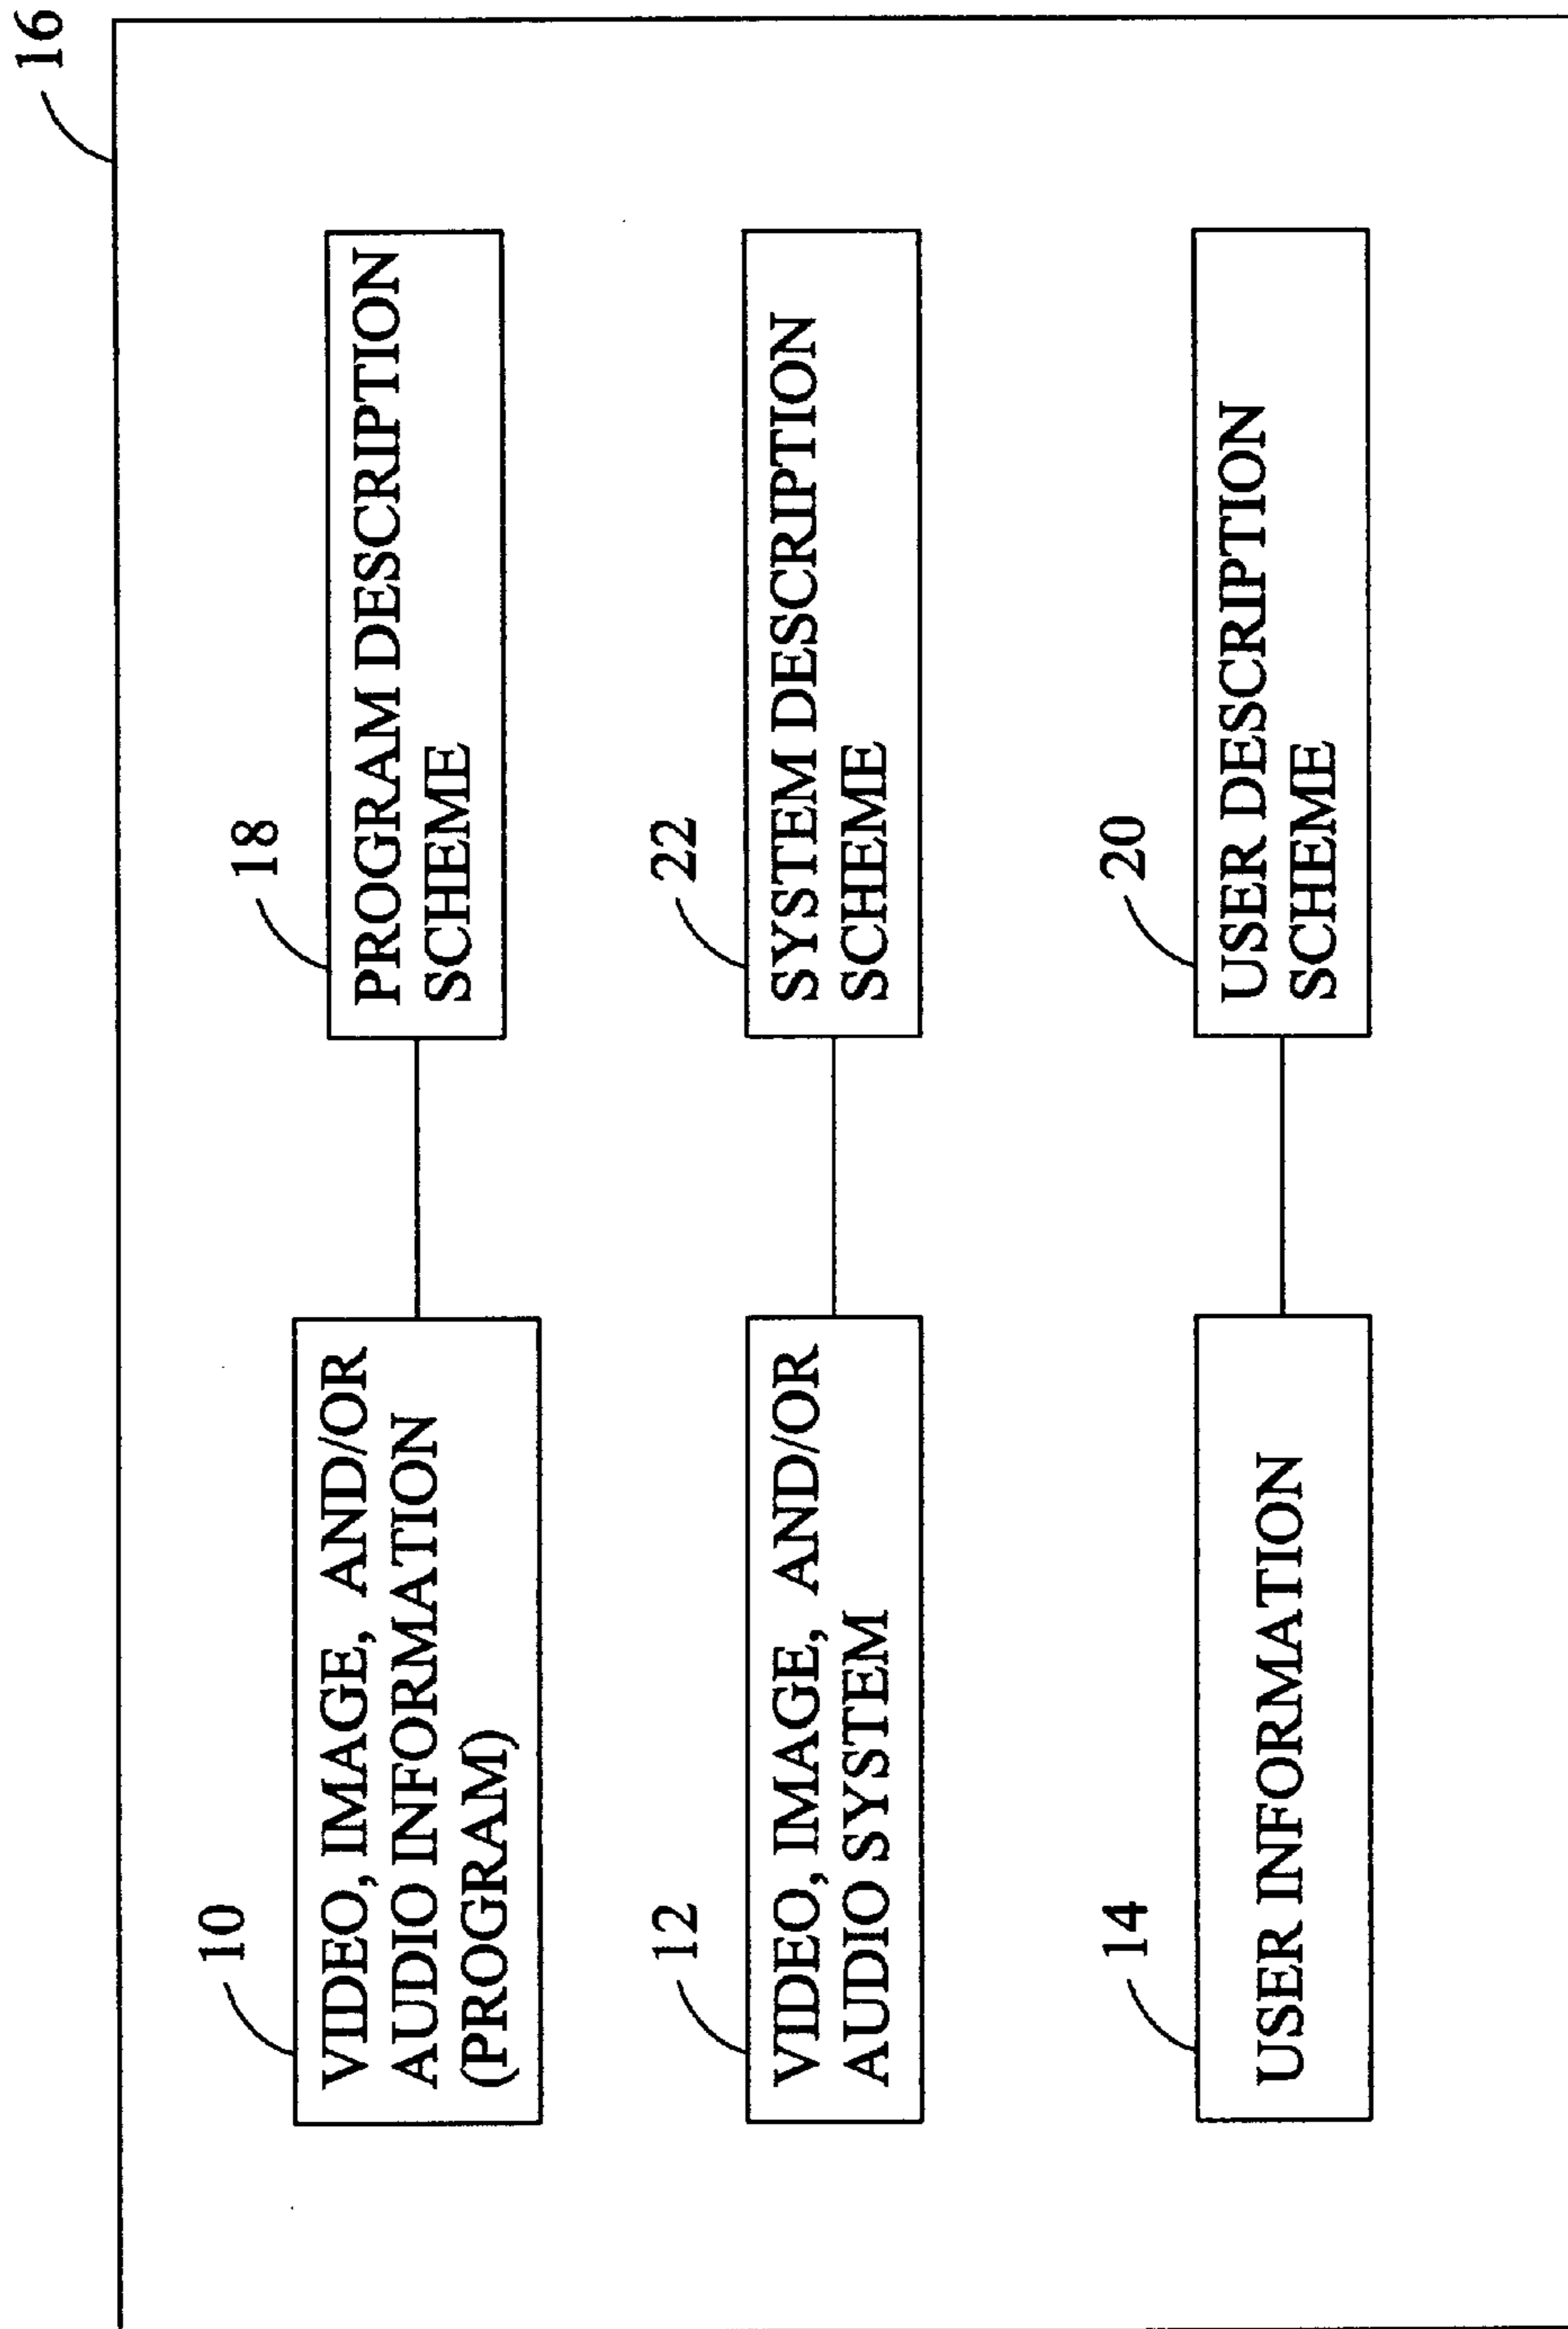 16
10
VIDEO, IMAGE, AND/OR
AUDIO INFORMATION
(PROGRAM)
18
PROGRAM DESCRIPTION
SCHEME
12
VIDEO, IMAGE, AND/OR
AUDIO SYSTEM
22
SYSTEM DESCRIPTION
SCHEME
14
USER INFORMATION
20
USER DESCRIPTION
SCHEME